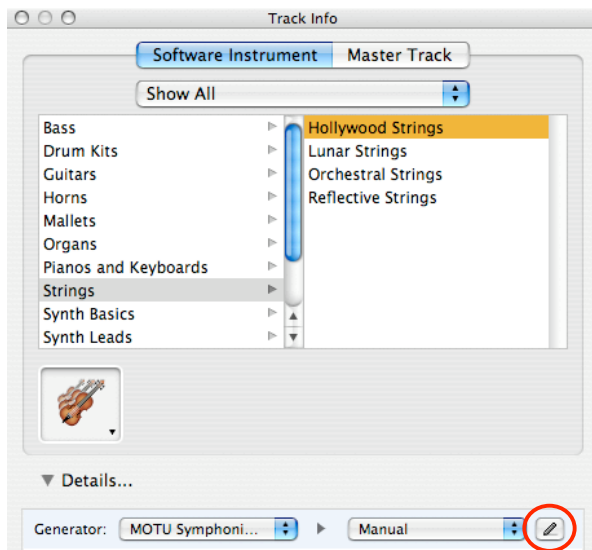 Track Info
Software Instrument Master Track
Show All
Bass Hollywood Strings
Drum Kits Lunar Strings
Guitars Orchestral Strings
Horns Reflective Strings
Mallets
Organs
Pianos and Keyboards
Strings
Synth Basics
Synth Leads
Details...
Generator: MOTU Symphoni... Manual